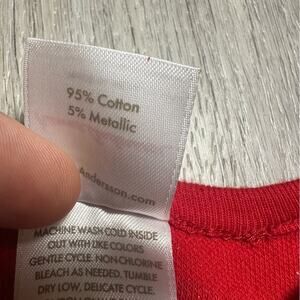 95% Cotton
5% Metallic
Andersson.com
MACHINE WASH COLD INSIDE
OUT WITH LIKE COLORS
GENTLE CYCLE. NON-CHLORINE
BLEACH AS NEEDED. TUMBLE
DRY LOW, DELICATE CYCLE.